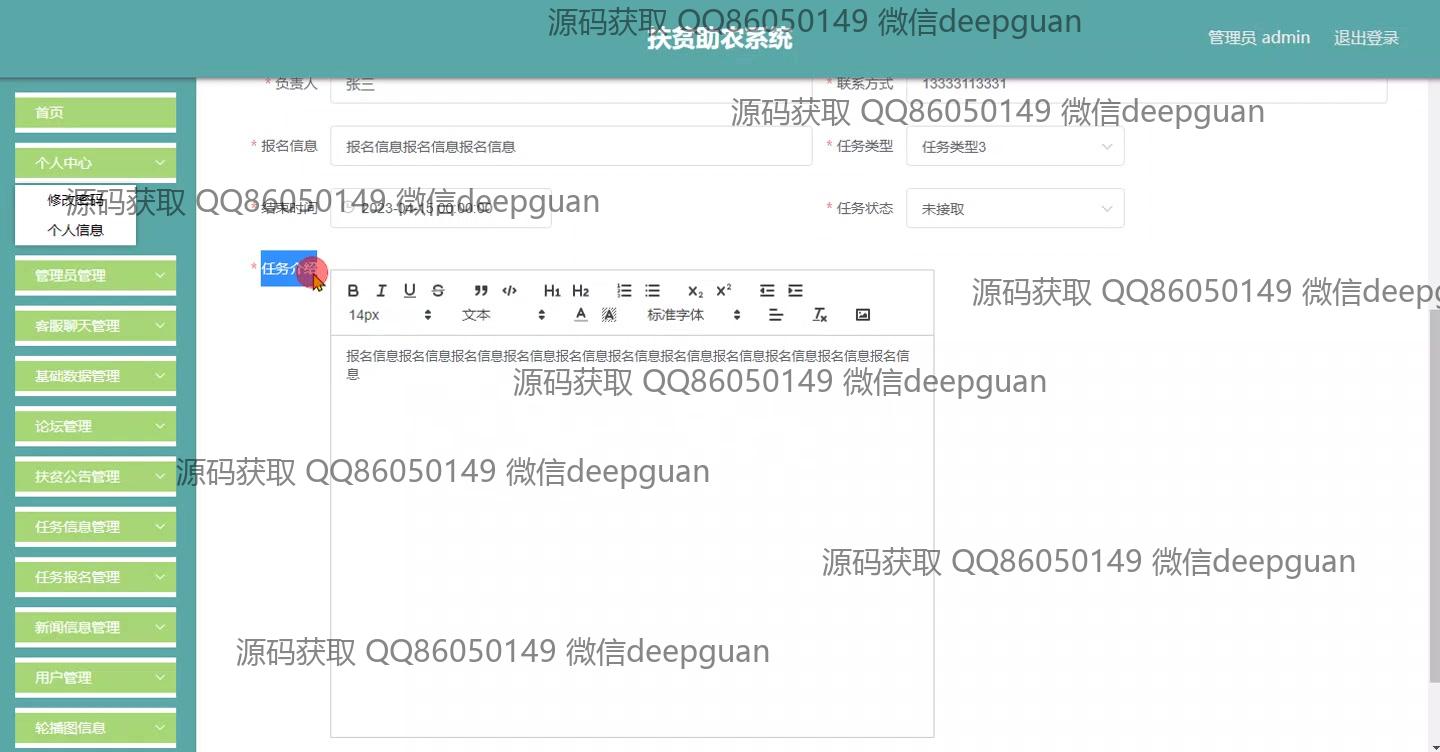 源码获取 QQ86050149 微信deepguan
扶贫助农系统
管理员 admin
退出登录
* 负责人
张三
* 联系方式
13333113331
源码获取 QQ86050149 微信deepguan
首页
个人中心
修改密码
个人信息
管理员管理
客服聊天管理
基础数据管理
论坛管理
扶贫公告管理
任务信息管理
任务报名管理
新闻信息管理
用户管理
轮播图信息
* 报名信息
报名信息报名信息报名信息
* 任务类型
任务类型3
源码获取 QQ86050149 微信deepguan
* 结束时间
2023-04-15 00:00:00
* 任务状态
未接取
* 任务介绍
源码获取 QQ86050149 微信deepg
B I U S ” </> H1 H2 X₂ X²
14px
文本
A A
标准字体
Tx
报名信息报名信息报名信息报名信息报名信息报名信息报名信息报名信息报名信息报名信息报名信
息
源码获取 QQ86050149 微信deepguan
源码获取 QQ86050149 微信deepguan
源码获取 QQ86050149 微信deepguan
源码获取 QQ86050149 微信deepguan